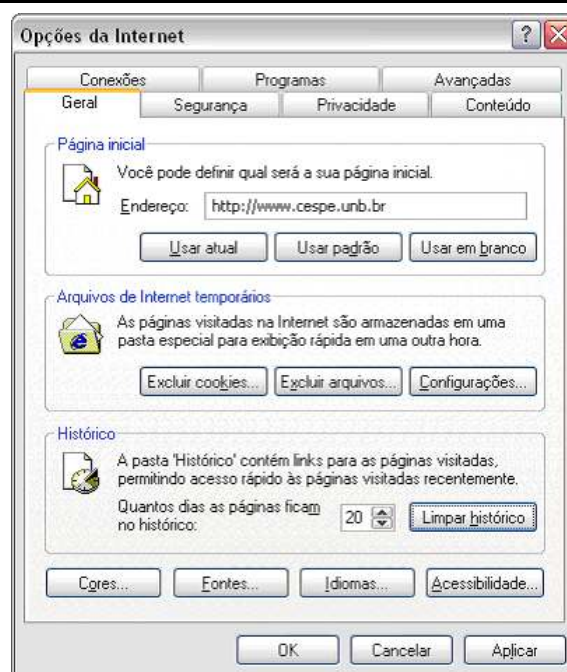 Opções da Internet
Conexões Programas Avançadas
Geral Segurança Privacidade Conteúdo
Página inicial
Você pode definir qual será a sua página inicial.
Endereço: http://www.cespe.unb.br
Usar atual Usar padrão Usar em branco
Arquivos de Internet temporários
As páginas visitadas na Internet são armazenadas em uma
pasta especial para exibição rápida em uma outra hora.
Excluir cookies... Excluir arquivos... Configurações...
Histórico
A pasta 'Histórico' contém links para as páginas visitadas,
permitindo acesso rápido às páginas visitadas recentemente.
Quantos dias as páginas ficam
no histórico: 20 Limpar histórico
Cores... Fontes... Idiomas... Acessibilidade...
OK Cancelar Aplicar